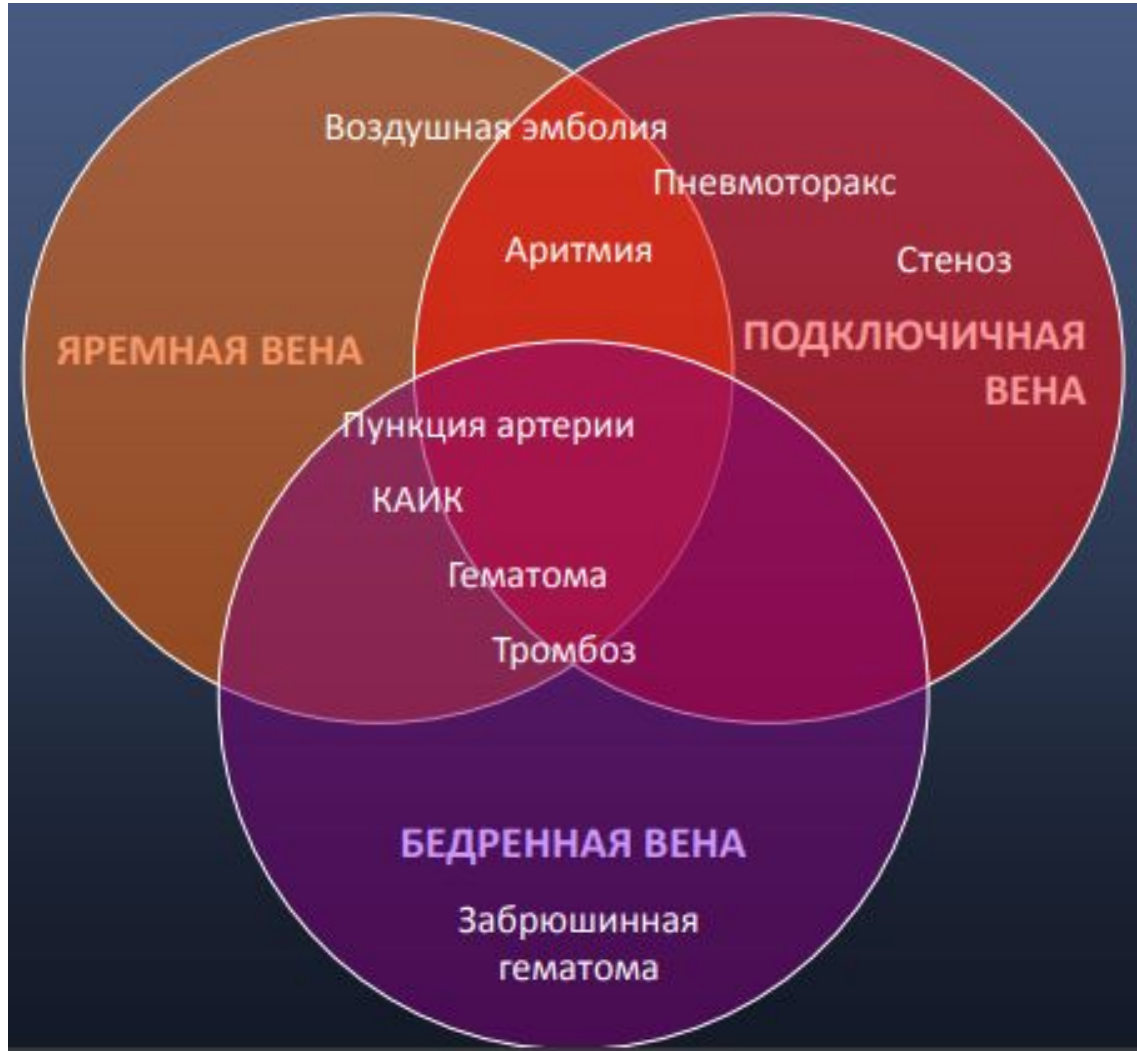 Воздушная эмболия
Пневмоторакс
Аритмия
Стеноз
ЯРЕМНАЯ ВЕНА
ПОДКЛЮЧИЧНАЯ
ВЕНА
Пункция артерии
КАИК
Гематома
Тромбоз
БЕДРЕННАЯ ВЕНА
Забрюшинная
гематома